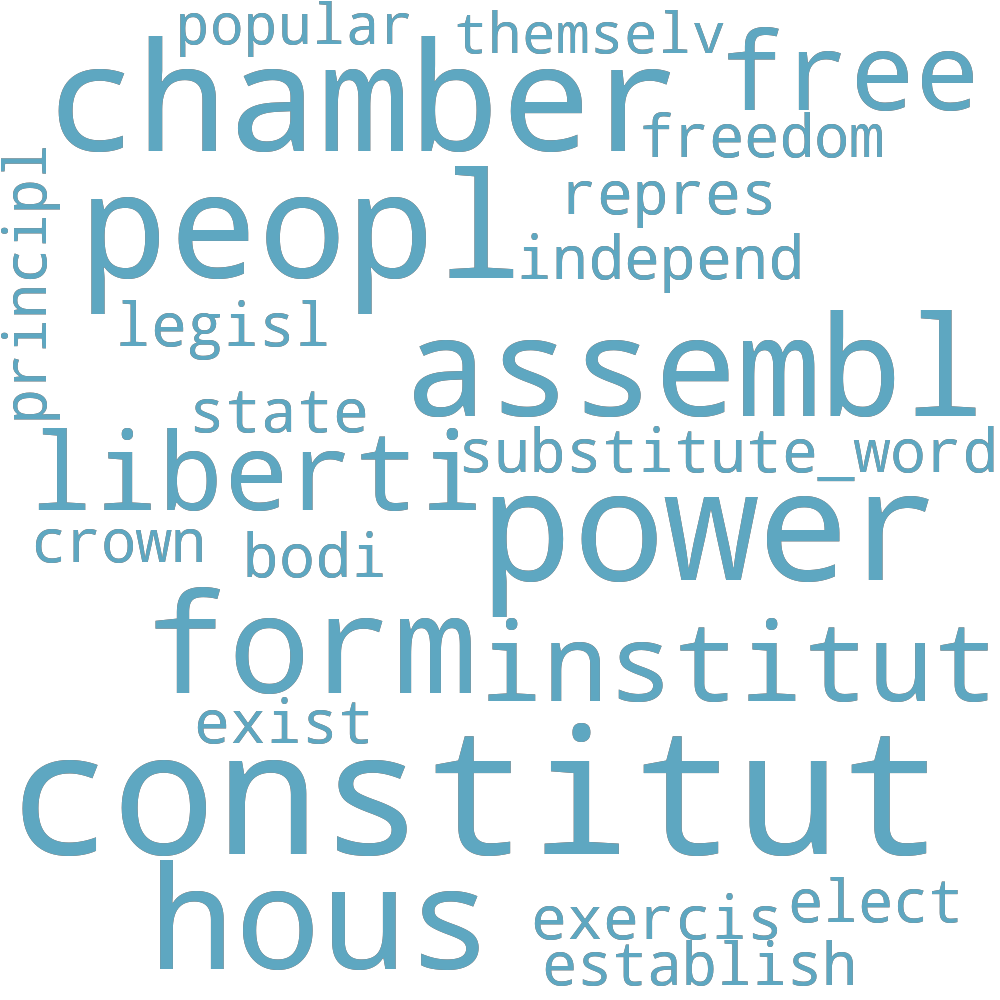 popular
themselv
chamber
free
freedom
principl
peopl
repres
independ
legisl
assembl
state
liberti
substitute_word
crown
bodi
power
form
institut
exist
constitut
hous
exercis
elect
establish